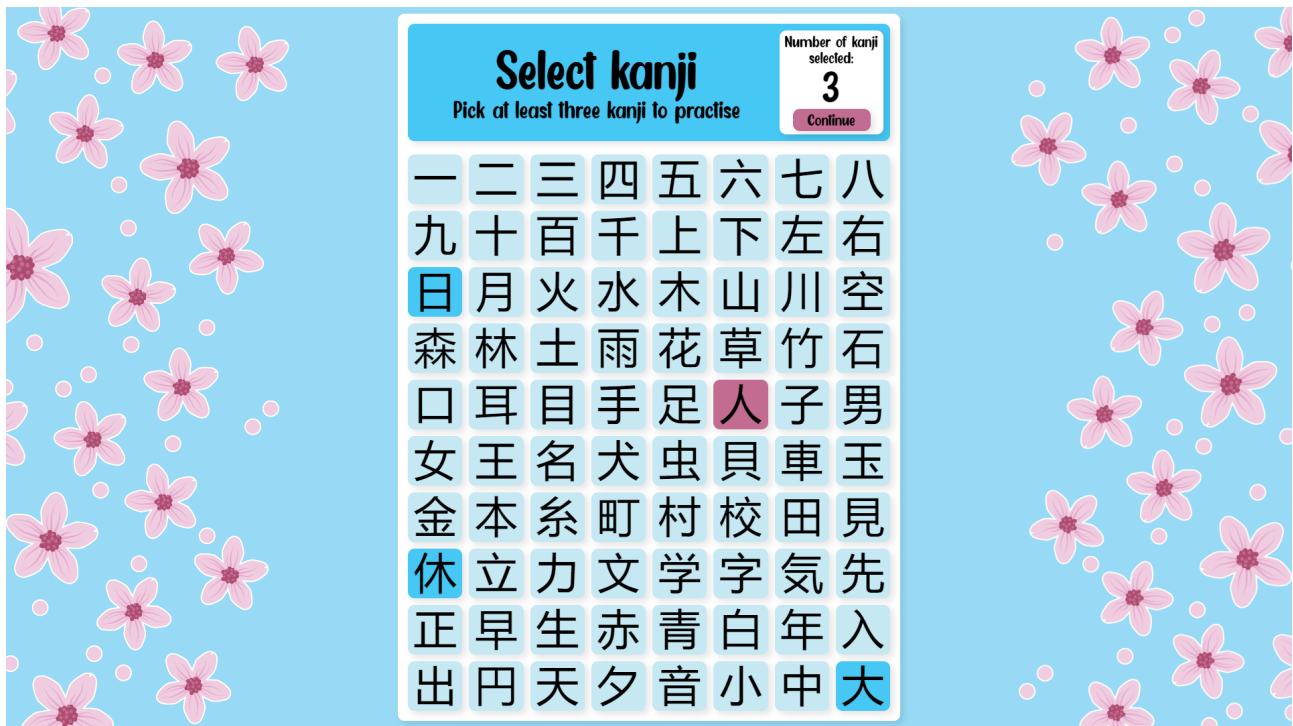 Select kanji
Pick at least three kanji to practise
Number of kanji
selected:
3
Continue
一 二 三 四 五 六 七 八
九 十 百 千 上 下 左 右
日 月 火 水 木 山 川 空
森 林 土 雨 花 草 竹 石
口 耳 目 手 足 人 子 男
女 王 名 犬 虫 貝 車 玉
金 本 糸 町 村 校 田 見
休 立 力 文 学 字 気 先
正 早 生 赤 青 白 年 入
出 円 天 夕 音 小 中 大